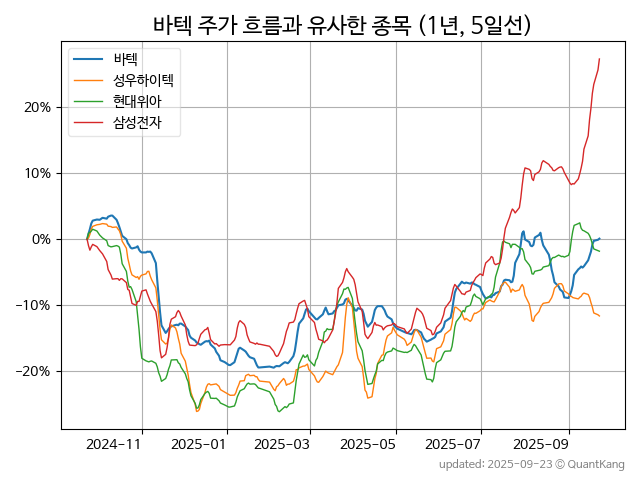 바텍 주가 흐름과 유사한 종목 (1년, 5일선)
바텍
성우하이텍
현대위아
삼성전자
20%
10%
0%
−10%
−20%
2024-11 2025-01 2025-03 2025-05 2025-07 2025-09
updated: 2025-09-23 © QuantKang